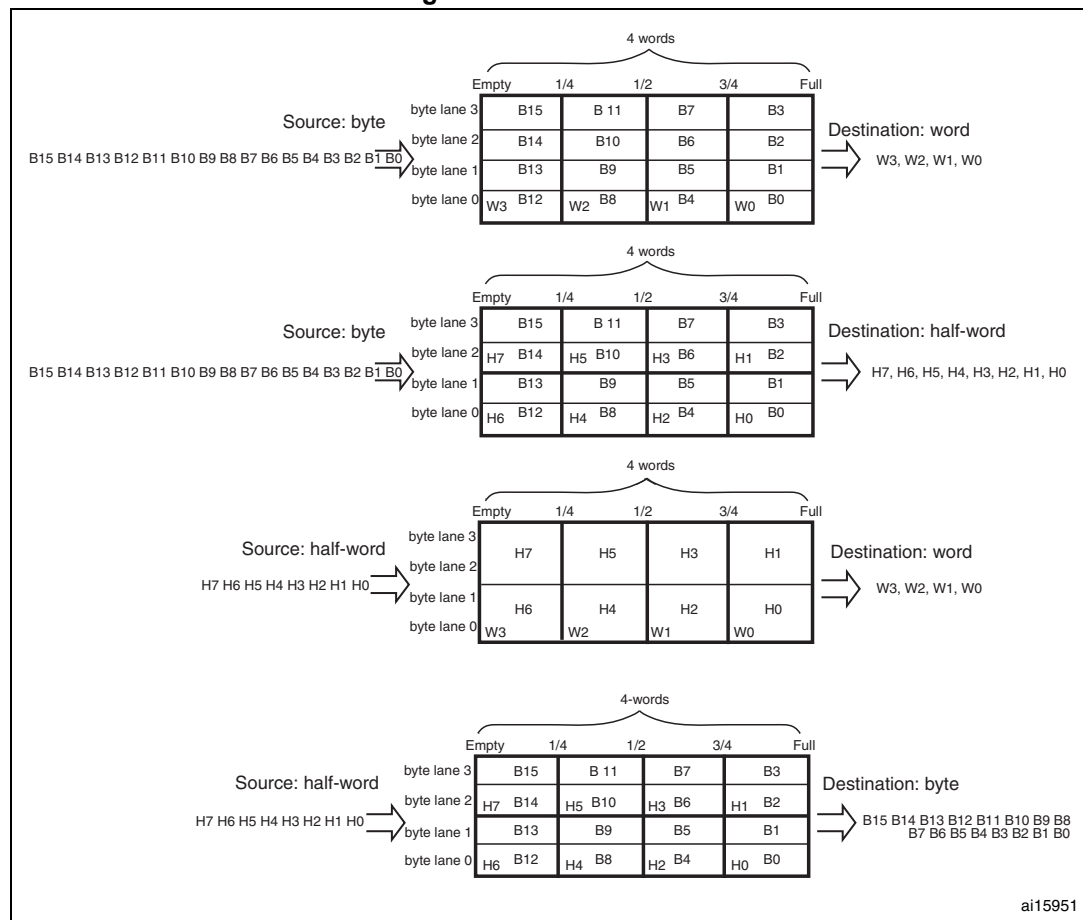 4 words
Empty 1/4 1/2 3/4 Full
Source: byte
B15 B14 B13 B12 B11 B10 B9 B8 B7 B6 B5 B4 B3 B2 B1 B0
byte lane 3 B15 B 11 B7 B3
byte lane 2 B14 B10 B6 B2
byte lane 1 B13 B9 B5 B1
byte lane 0 W3 B12 W2 B8 W1 B4 W0 B0
Destination: word
W3, W2, W1, W0
4 words
Empty 1/4 1/2 3/4 Full
Source: byte
B15 B14 B13 B12 B11 B10 B9 B8 B7 B6 B5 B4 B3 B2 B1 B0
byte lane 3 B15 B 11 B7 B3
byte lane 2 H7 B14 H5 B10 H3 B6 H1 B2
byte lane 1 B13 B9 B5 B1
byte lane 0 H6 B12 H4 B8 H2 B4 H0 B0
Destination: half-word
H7, H6, H5, H4, H3, H2, H1, H0
4 words
Empty 1/4 1/2 3/4 Full
Source: half-word
H7 H6 H5 H4 H3 H2 H1 H0
byte lane 3
H7 H5 H3 H1
byte lane 2
byte lane 1
H6 H4 H2 H0
byte lane 0 W3 W2 W1 W0
Destination: word
W3, W2, W1, W0
4-words
Empty 1/4 1/2 3/4 Full
Source: half-word
H7 H6 H5 H4 H3 H2 H1 H0
byte lane 3 B15 B 11 B7 B3
byte lane 2 H7 B14 H5 B10 H3 B6 H1 B2
byte lane 1 B13 B9 B5 B1
byte lane 0 H6 B12 H4 B8 H2 B4 H0 B0
Destination: byte
B15 B14 B13 B12 B11 B10 B9 B8
B7 B6 B5 B4 B3 B2 B1 B0
ai15951